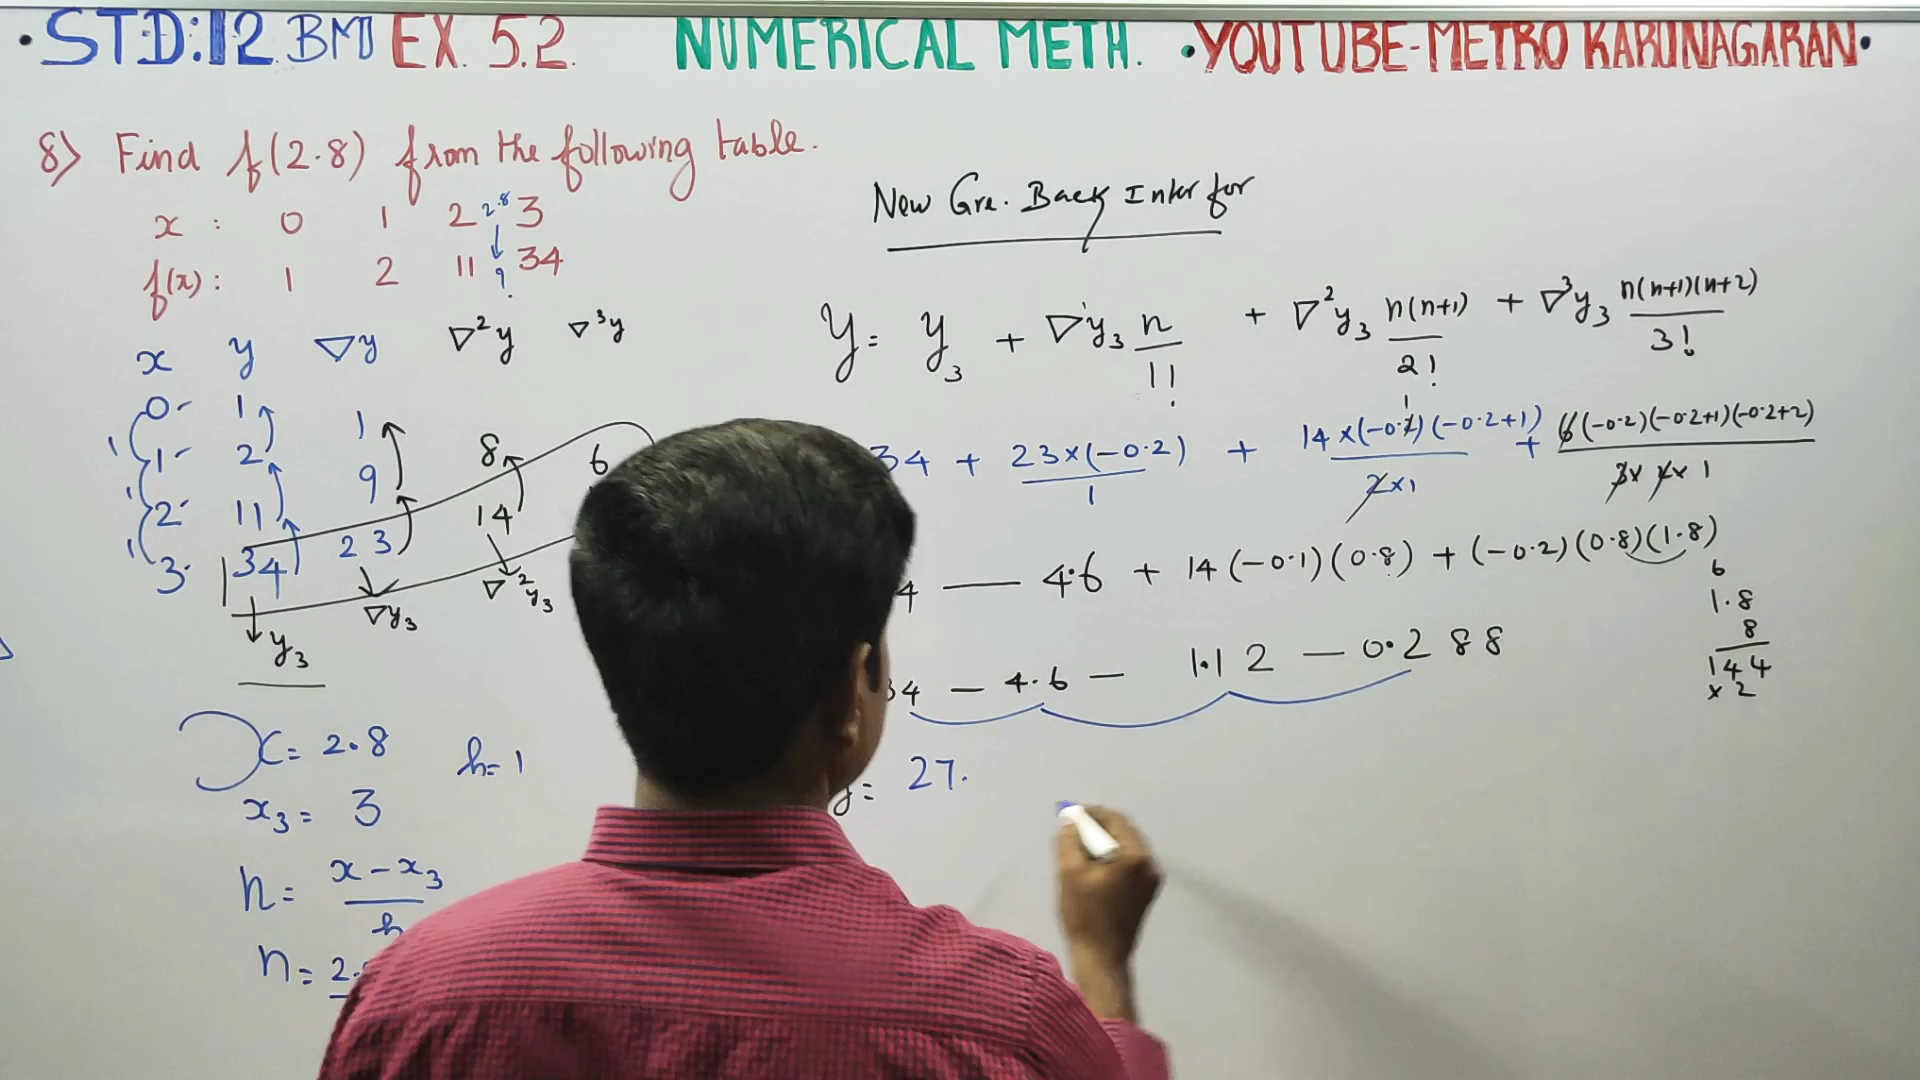 • STD:12 BMJ EX. 5.2. NUMERICAL METH. • YOUTUBE-METRO KARUNAGARAN •
8) Find f(2.8) from the following table.
x : 0 1 2 2.8 3
f(x) : 1 2 11 ? 34
x y ∇y ∇²y ∇³y
0 1
1 2 1
2 11 9 8
3 34 23 14 6
1 1 1
y₃ ∇y₃ ∇²y₃
x = 2.8 h=1
x₃ = 3
n = x - x₃ / h
n = 2.
New Gre. Back Inter for
y = y₃ + ∇y₃ n/1! + ∇²y₃ n(n+1)/2! + ∇³y₃ n(n+1)(n+2)/3!
34 + 23×(-0.2)/1 + 14×(-0.2)(-0.2+1)/2×1 + 6(-0.2)(-0.2+1)(-0.2+2)/3×2×1
4 — 4.6 + 14(-0.1)(0.8) + (-0.2)(0.8)(1.8)
34 — 4.6 — 1.12 — 0.288
y = 27.
6
1.8
8
144
×2